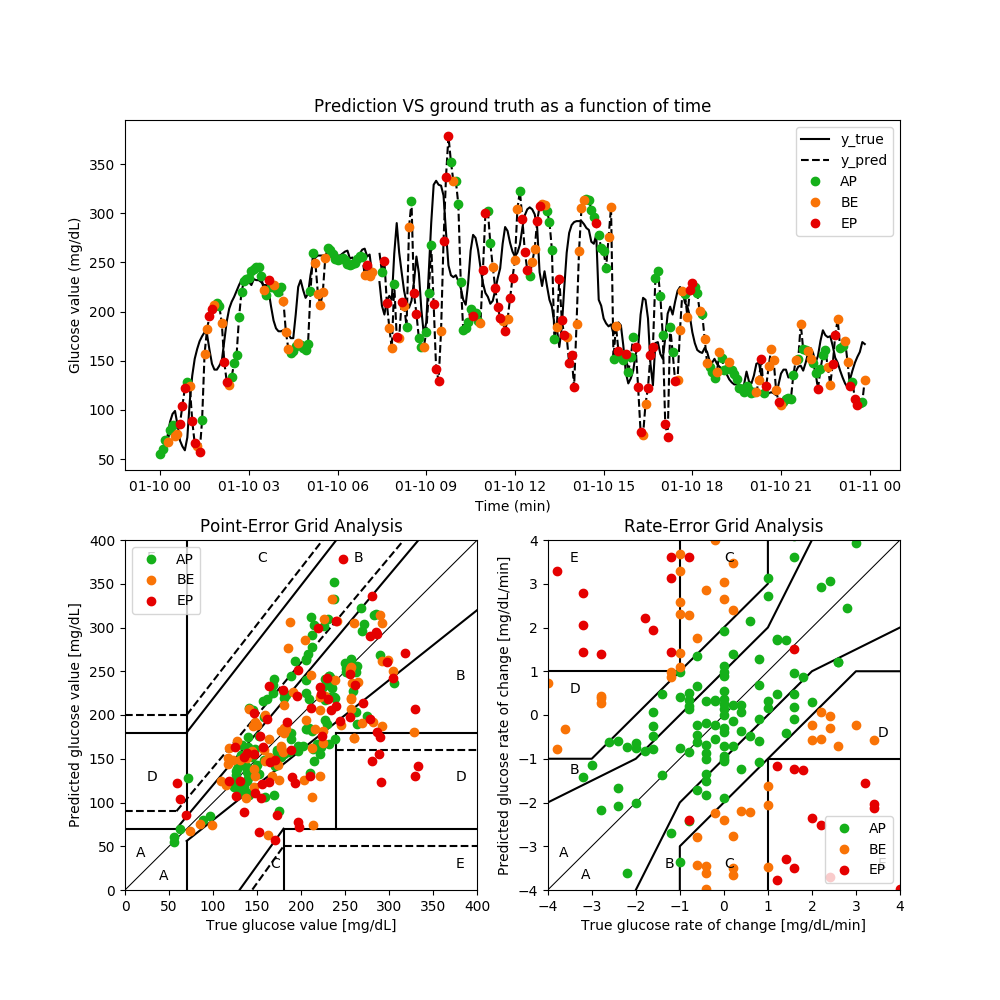 Prediction VS ground truth as a function of time
Glucose value (mg/dL)
350
300
250
200
150
100
50
y_true
y_pred
AP
BE
EP
01-10 00 01-10 03 01-10 06 01-10 09 01-10 12 01-10 15 01-10 18 01-10 21 01-11 00
Time (min)
Point-Error Grid Analysis
Predicted glucose value [mg/dL]
400
350
300
250
200
150
100
50
0
AP
BE
EP
C
B
B
D
D
A
A
C
E
0 50 100 150 200 250 300 350 400
True glucose value [mg/dL]
Rate-Error Grid Analysis
Predicted glucose rate of change [mg/dL/min]
4
3
2
1
0
−1
−2
−3
−4
E
C
D
D
B
A
A
B
C
AP
BE
EP
−4 −3 −2 −1 0 1 2 3 4
True glucose rate of change [mg/dL/min]